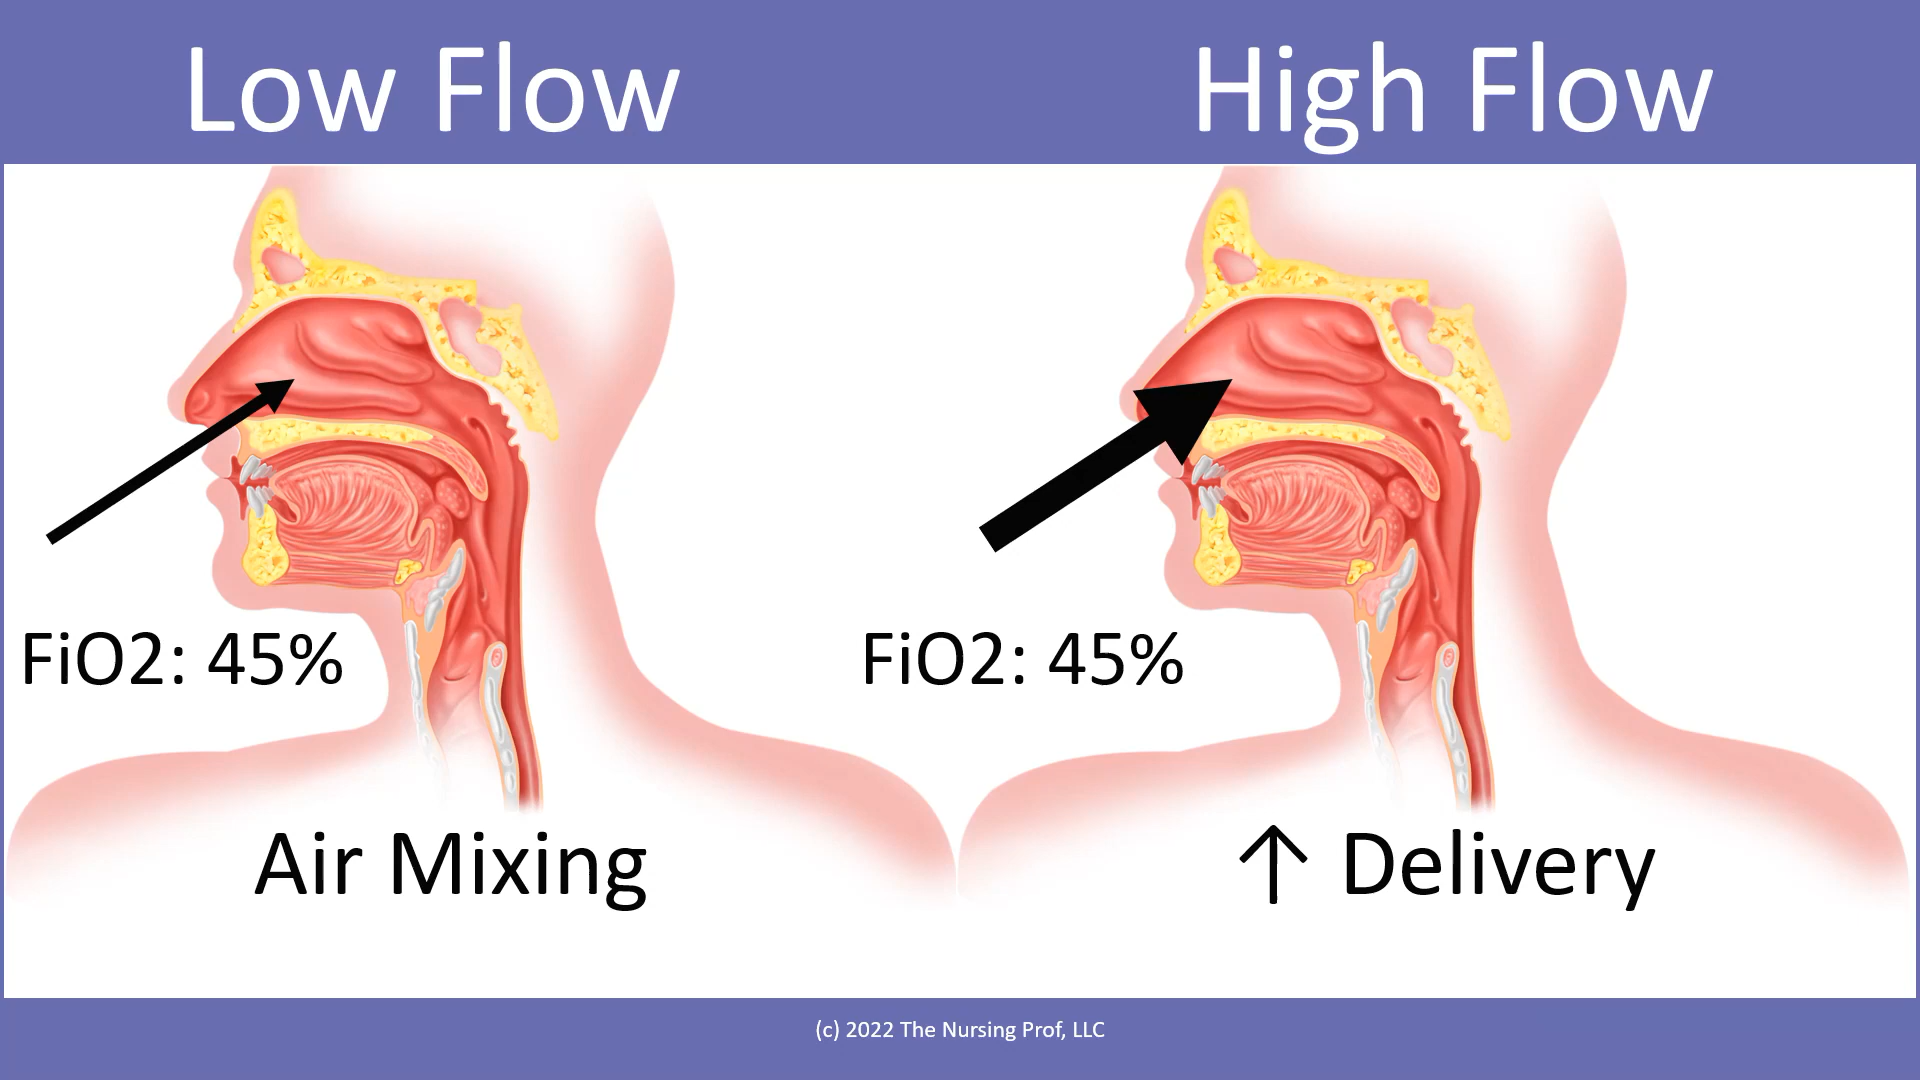 Low Flow
High Flow
FiO2: 45%
FiO2: 45%
Air Mixing
↑ Delivery
(c) 2022 The Nursing Prof, LLC